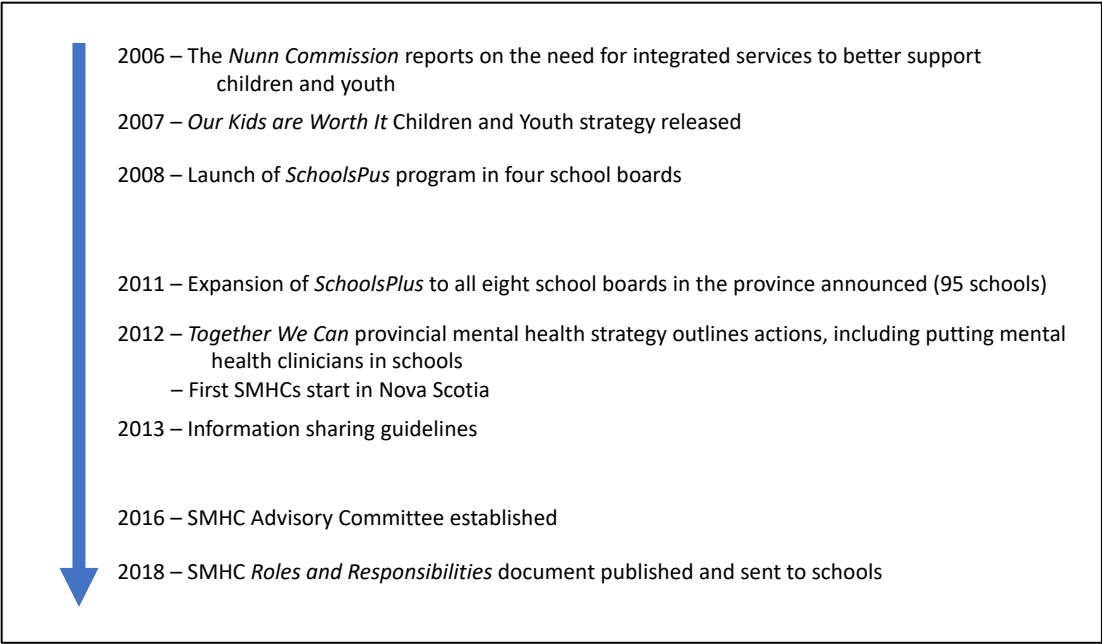 2006 – The Nunn Commission reports on the need for integrated services to better support
children and youth
2007 – Our Kids are Worth It Children and Youth strategy released
2008 – Launch of SchoolsPus program in four school boards
2011 – Expansion of SchoolsPlus to all eight school boards in the province announced (95 schools)
2012 – Together We Can provincial mental health strategy outlines actions, including putting mental
health clinicians in schools
– First SMHCs start in Nova Scotia
2013 – Information sharing guidelines
2016 – SMHC Advisory Committee established
2018 – SMHC Roles and Responsibilities document published and sent to schools